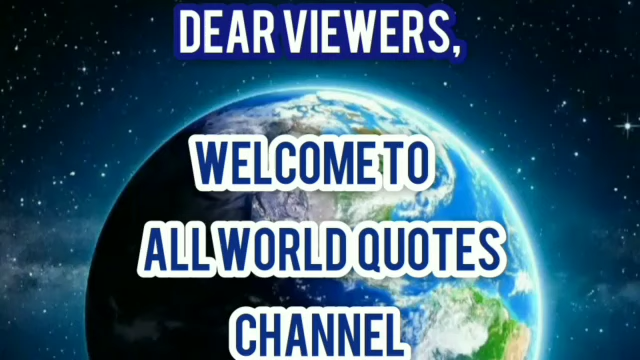 DEAR VIEWERS,
WELCOME TO
ALL WORLD QUOTES
CHANNEL